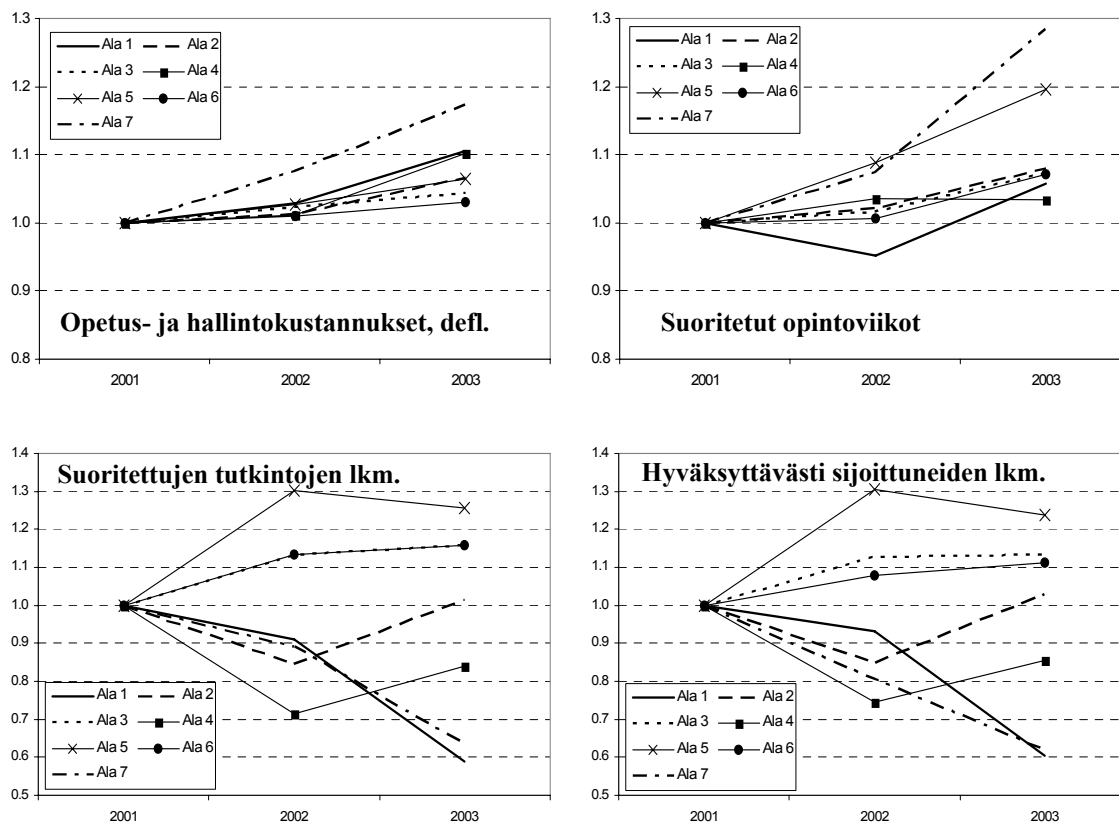 1.3
1.2
1.1
1.0
0.9
0.8
Ala 1 Ala 2
Ala 3 Ala 4
Ala 5 Ala 6
Ala 7
Opetus- ja hallintokustannukset, defl.
2001 2002 2003
1.3
1.2
1.1
1.0
0.9
0.8
Ala 1 Ala 2
Ala 3 Ala 4
Ala 5 Ala 6
Ala 7
Suoritetut opintoviikot
2001 2002 2003
1.4
1.3
1.2
1.1
1.0
0.9
0.8
0.7
0.6
0.5
Suoritettujen tutkintojen lkm.
Ala 1 Ala 2
Ala 3 Ala 4
Ala 5 Ala 6
Ala 7
2001 2002 2003
1.4
1.3
1.2
1.1
1.0
0.9
0.8
0.7
0.6
0.5
Hyväksyttävästi sijoittuneiden lkm.
Ala 1 Ala 2
Ala 3 Ala 4
Ala 5 Ala 6
Ala 7
2001 2002 2003